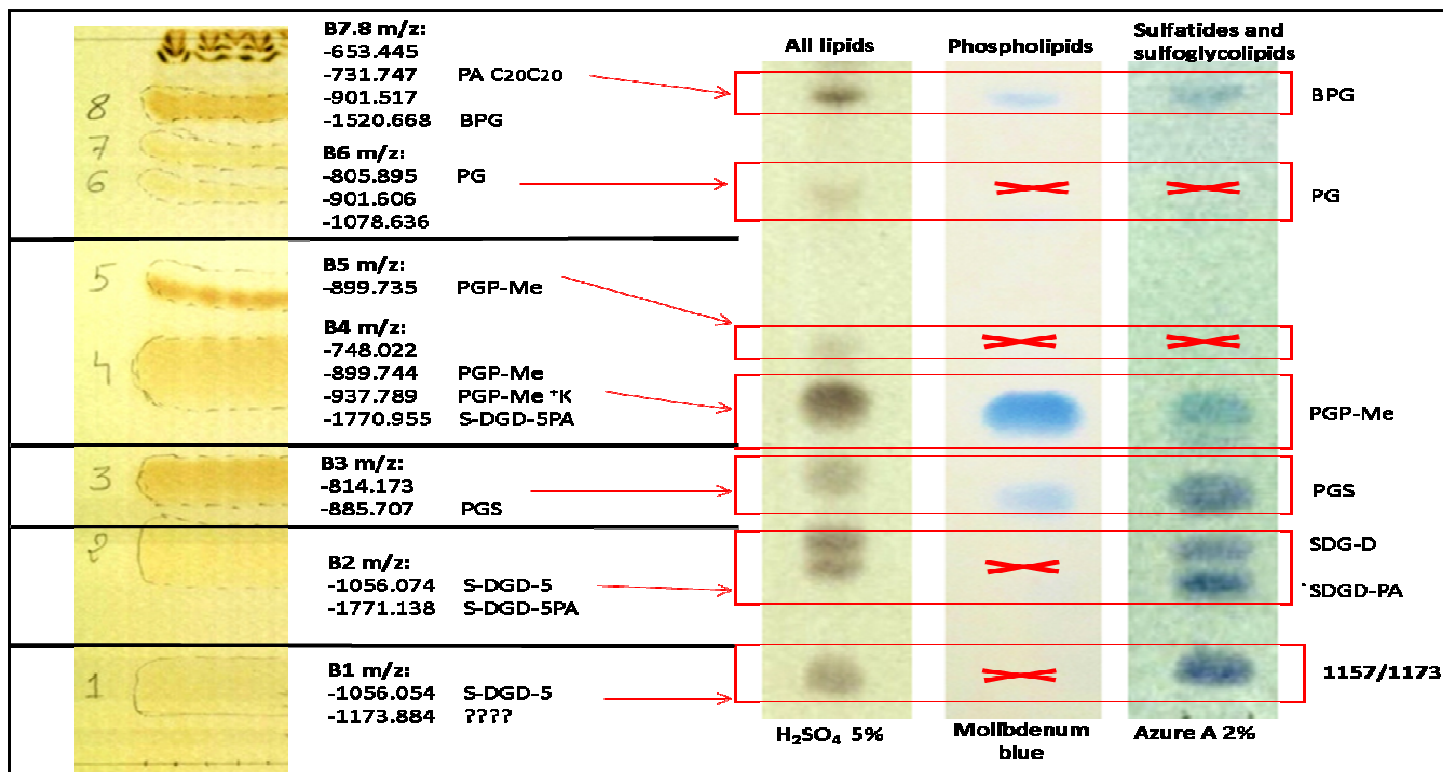 B7.8 m/z:
-653.445
-731.747 PA C20C20
-901.517
-1520.668 BPG
B6 m/z:
-805.895 PG
-901.606
-1078.636
B5 m/z:
-899.735 PGP-Me
B4 m/z:
-748.022
-899.744 PGP-Me
-937.789 PGP-Me +K
-1770.955 S-DGD-5PA
B3 m/z:
-814.173
-885.707 PGS
B2 m/z:
-1056.074 S-DGD-5
-1771.138 S-DGD-5PA
B1 m/z:
-1056.054 S-DGD-5
-1173.884 ????
8
7
6
5
4
3
2
1
All lipids
Phospholipids
Sulfatides and
sulfoglycolipids
BPG
PG
PGP-Me
PGS
SDG-D
SDGD-PA
1157/1173
H₂SO₄ 5%
Molibdenum
blue
Azure A 2%